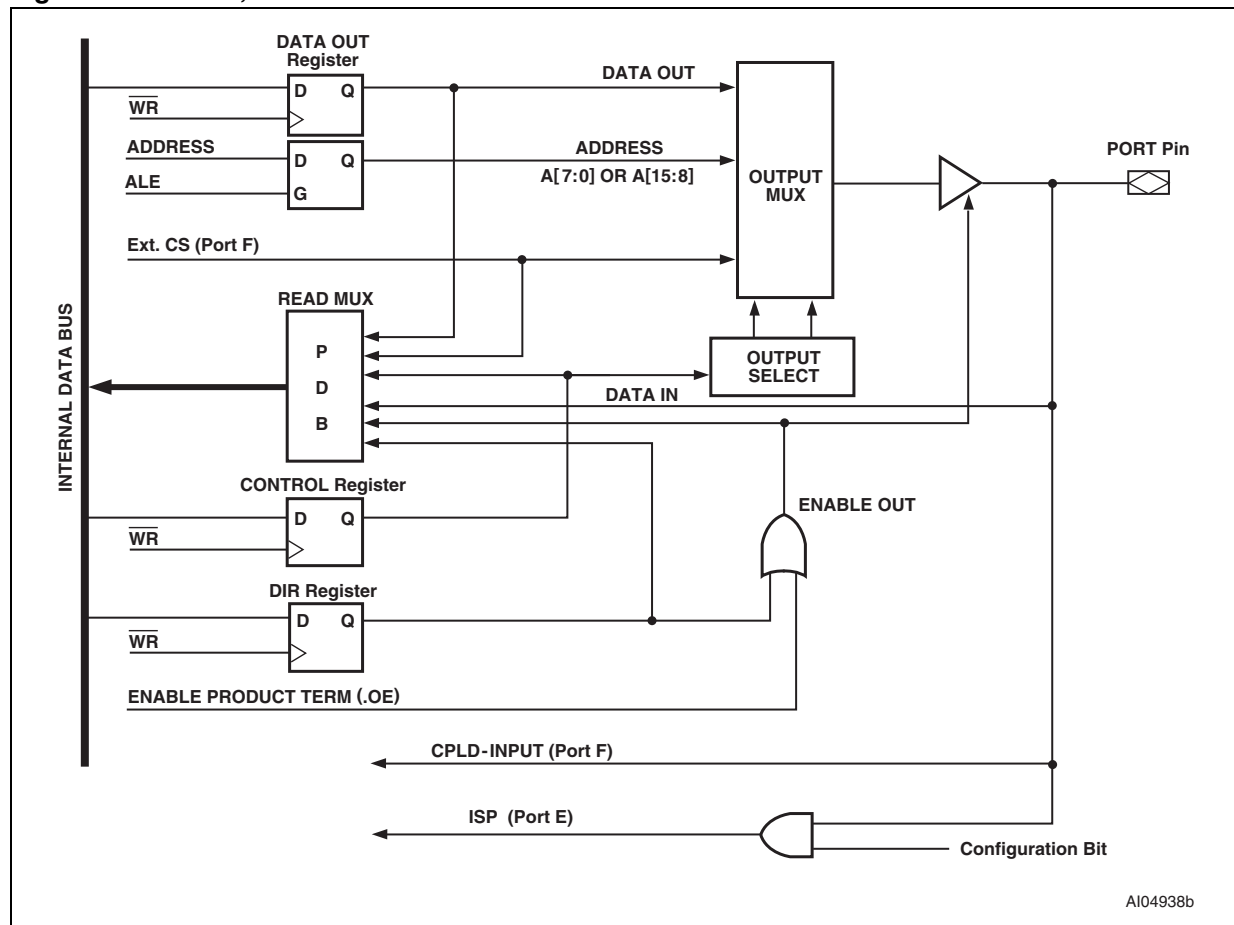 DATA OUT
Register
D Q
DATA OUT
WR
ADDRESS
D Q
ADDRESS
A[7:0] OR A[15:8]
ALE
G
OUTPUT
MUX
PORT Pin
Ext. CS (Port F)
READ MUX
P
D
B
OUTPUT
SELECT
DATA IN
INTERNAL DATA BUS
CONTROL Register
D Q
WR
ENABLE OUT
DIR Register
D Q
WR
ENABLE PRODUCT TERM (.OE)
CPLD-INPUT (Port F)
ISP (Port E)
Configuration Bit
AI04938b